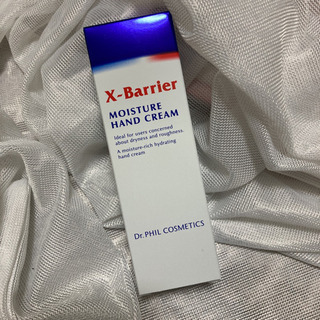 X-Barrier
MOISTURE
HAND CREAM
Ideal for users concerned
about dryness and roughness.
A moisture-rich hydrating
hand cream
Dr.PHIL COSMETICS